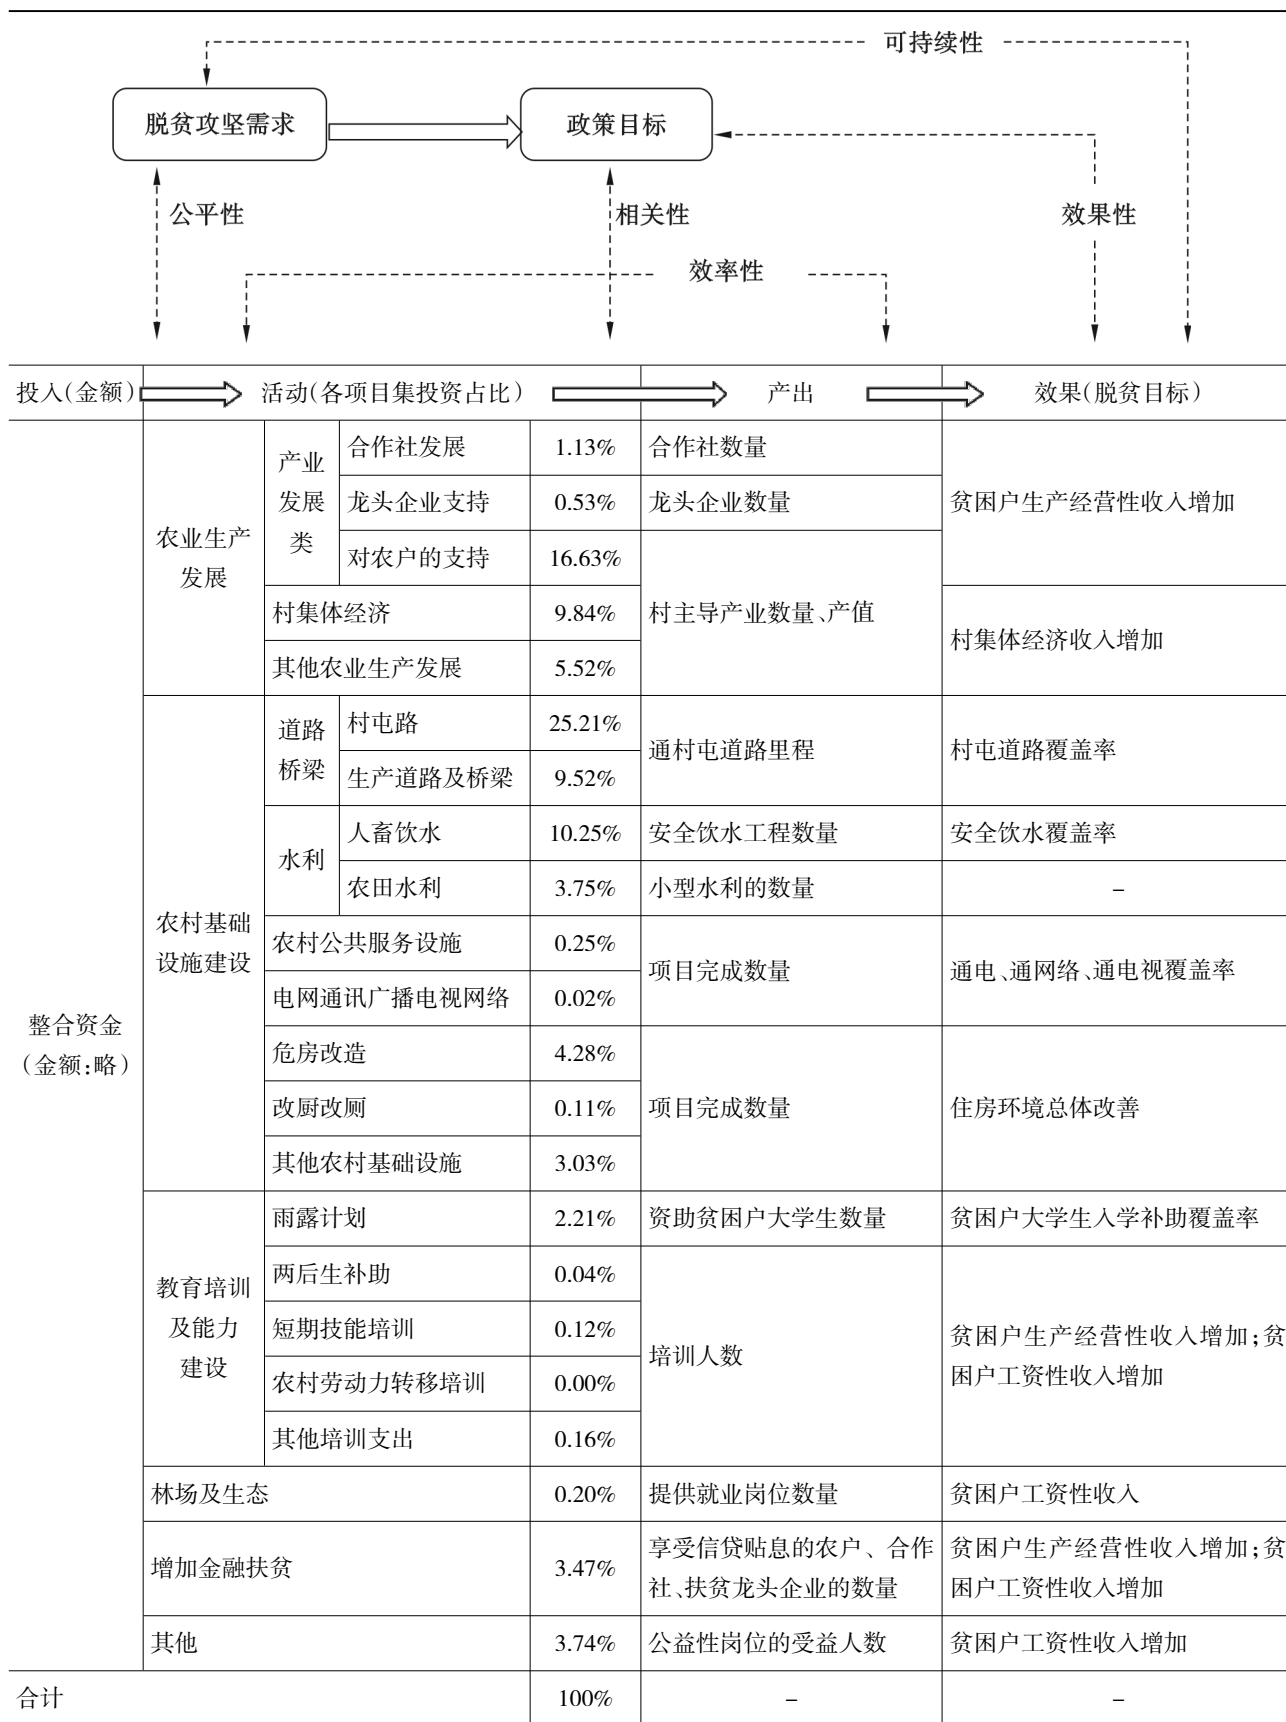 可持续性
脱贫攻坚需求
政策目标
公平性
相关性
效果性
效率性
投入(金额)
活动(各项目集投资占比)
产出
效果(脱贫目标)
整合资金
(金额:略)
农业生产
发展
产业
发展
类
合作社发展
1.13%
合作社数量
龙头企业支持
0.53%
龙头企业数量
对农户的支持
16.63%
贫困户生产经营性收入增加
村集体经济
9.84%
村主导产业数量、产值
其他农业生产发展
5.52%
村集体经济收入增加
农村基础
设施建设
道路
桥梁
村屯路
25.21%
生产道路及桥梁
9.52%
通村屯道路里程
村屯道路覆盖率
水利
人畜饮水
10.25%
安全饮水工程数量
安全饮水覆盖率
农田水利
3.75%
小型水利的数量
–
农村公共服务设施
0.25%
电网通讯广播电视网络
0.02%
项目完成数量
通电、通网络、通电视覆盖率
危房改造
4.28%
改厨改厕
0.11%
项目完成数量
住房环境总体改善
其他农村基础设施
3.03%
教育培训
及能力
建设
雨露计划
2.21%
资助贫困户大学生数量
贫困户大学生入学补助覆盖率
两后生补助
0.04%
短期技能培训
0.12%
农村劳动力转移培训
0.00%
其他培训支出
0.16%
培训人数
贫困户生产经营性收入增加;贫
困户工资性收入增加
林场及生态
0.20%
提供就业岗位数量
贫困户工资性收入
增加金融扶贫
3.47%
享受信贷贴息的农户、合作
社、扶贫龙头企业的数量
贫困户生产经营性收入增加;贫
困户工资性收入增加
其他
3.74%
公益性岗位的受益人数
贫困户工资性收入增加
合计
100%
–
–